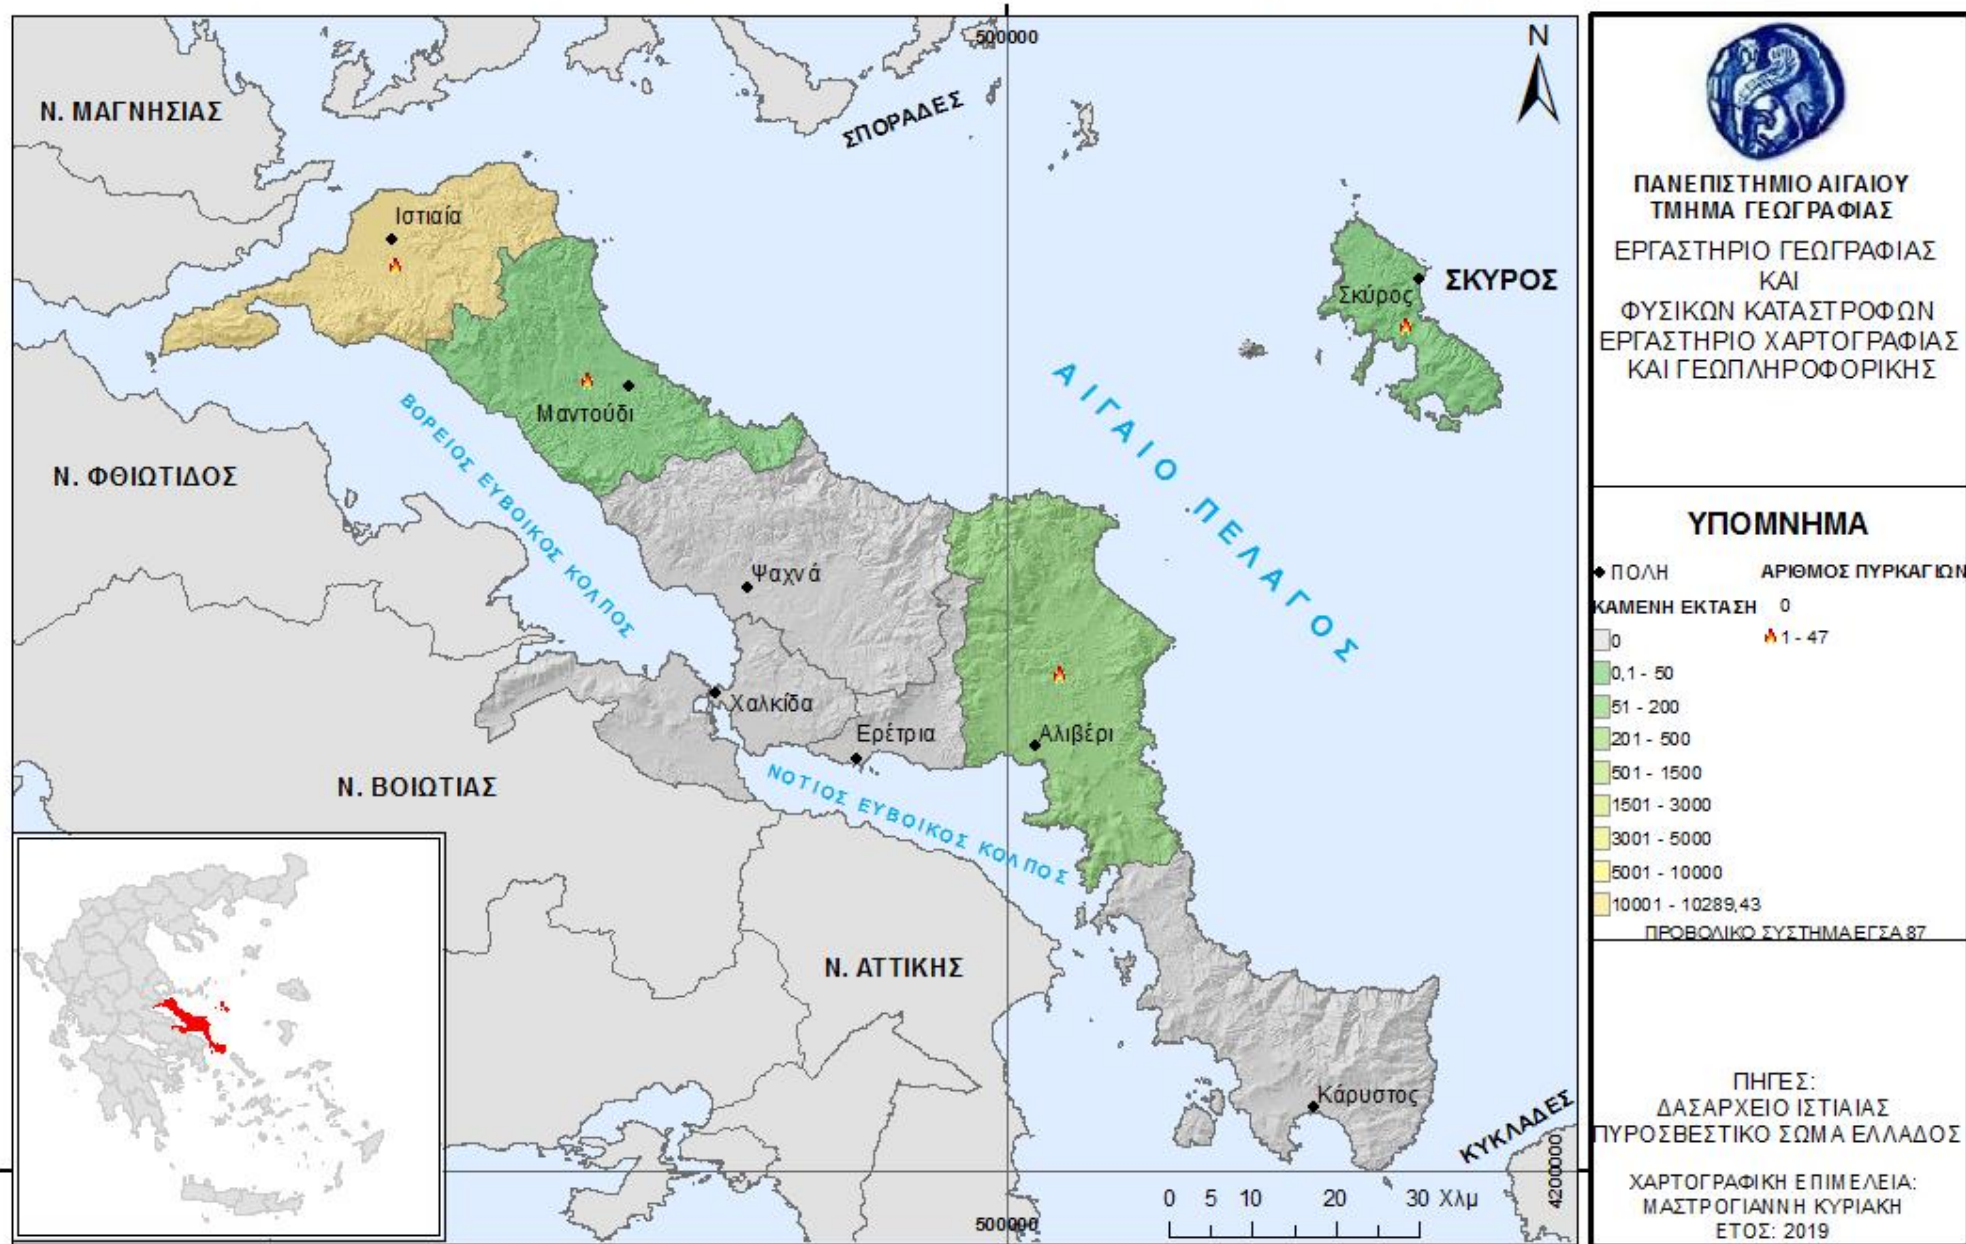 500000
N
Ν. ΜΑΓΝΗΣΙΑΣ
ΣΠΟΡΑΔΕΣ
Ιστιαία
ΣΚΥΡΟΣ
Σκύρος
Μαντούδι
ΒΟΡΕΙΟΣ ΕΥΒΟΙΚΟΣ ΚΟΛΠΟΣ
ΑΙΓΑΙΟ ΠΕΛΑΓΟΣ
Ν. ΦΘΙΩΤΙΔΟΣ
Ψαχνά
Χαλκίδα
Ερέτρια
Αλιβέρι
Ν. ΒΟΙΩΤΙΑΣ
ΝΟΤΙΟΣ ΕΥΒΟΙΚΟΣ ΚΟΛΠΟΣ
Ν. ΑΤΤΙΚΗΣ
Κάρυστος
ΚΥΚΛΑΔΕΣ
4200000
0 5 10 20 30 Χλμ
500000
ΠΑΝΕΠΙΣΤΗΜΙΟ ΑΙΓΑΙΟΥ
ΤΜΗΜΑ ΓΕΩΓΡΑΦΙΑΣ
ΕΡΓΑΣΤΗΡΙΟ ΓΕΩΓΡΑΦΙΑΣ
ΚΑΙ
ΦΥΣΙΚΩΝ ΚΑΤΑΣΤΡΟΦΩΝ
ΕΡΓΑΣΤΗΡΙΟ ΧΑΡΤΟΓΡΑΦΙΑΣ
ΚΑΙ ΓΕΩΠΛΗΡΟΦΟΡΙΚΗΣ
ΥΠΟΜΝΗΜΑ
ΠΟΛΗ ΑΡΙΘΜΟΣ ΠΥΡΚΑΓΙΩΝ
ΚΑΜΕΝΗ ΕΚΤΑΣΗ 0
0 1 - 47
0,1 - 50
51 - 200
201 - 500
501 - 1500
1501 - 3000
3001 - 5000
5001 - 10000
10001 - 10289,43
ΠΡΟΒΟΛΙΚΟ ΣΥΣΤΗΜΑ ΕΓΣΑ 87
ΠΗΓΕΣ:
ΔΑΣΑΡΧΕΙΟ ΙΣΤΙΑΙΑΣ
ΠΥΡΟΣΒΕΣΤΙΚΟ ΣΩΜΑ ΕΛΛΑΔΟΣ
ΧΑΡΤΟΓΡΑΦΙΚΗ ΕΠΙΜΕΛΕΙΑ:
ΜΑΣΤΡΟΓΙΑΝΝΗ ΚΥΡΙΑΚΗ
ΕΤΟΣ: 2019